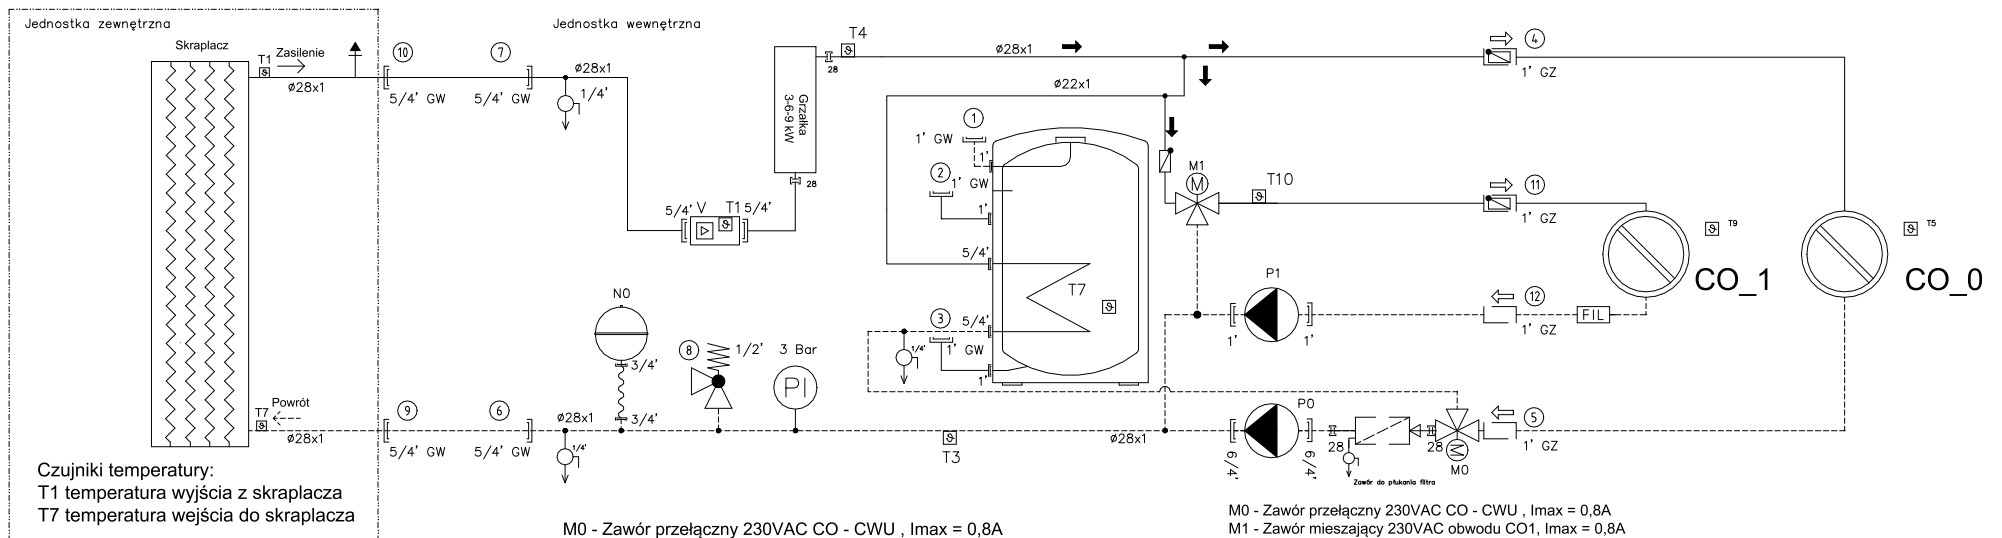 Jednostka zewnętrzna
Jednostka wewnętrzna
Skraplacz
T1
Zasilenie
ø28x1
10
5/4' GW
7
5/4' GW
ø28x1
1/4'
Grzałka
3-6-9 kW
28
T4
28
ø28x1
4
1' GZ
ø22x1
1
1' GW
1'
2
1' GW
1'
M1
M
T10
11
1' GZ
5/4' V T1 5/4'
5/4'
T7
T9
T5
CO_1
CO_0
N0
3/4'
3/4'
8
1/2'
3 Bar
PI
3
5/4'
1/4'
1' GW
1'
P1
1'
1'
12
1' GZ
FIL
T7
Powrót
ø28x1
9
5/4' GW
6
5/4' GW
ø28x1
1/4'
T3
ø28x1
P0
6/4'
6/4'
28
28
M
M0
5
1' GZ
Zawór do płukania filtra
Czujniki temperatury:
T1 temperatura wyjścia z skraplacza
T7 temperatura wejścia do skraplacza
M0 - Zawór przełączny 230VAC CO - CWU , Imax = 0,8A
M0 - Zawór przełączny 230VAC CO - CWU , Imax = 0,8A
M1 - Zawór mieszający 230VAC obwodu CO1, Imax = 0,8A